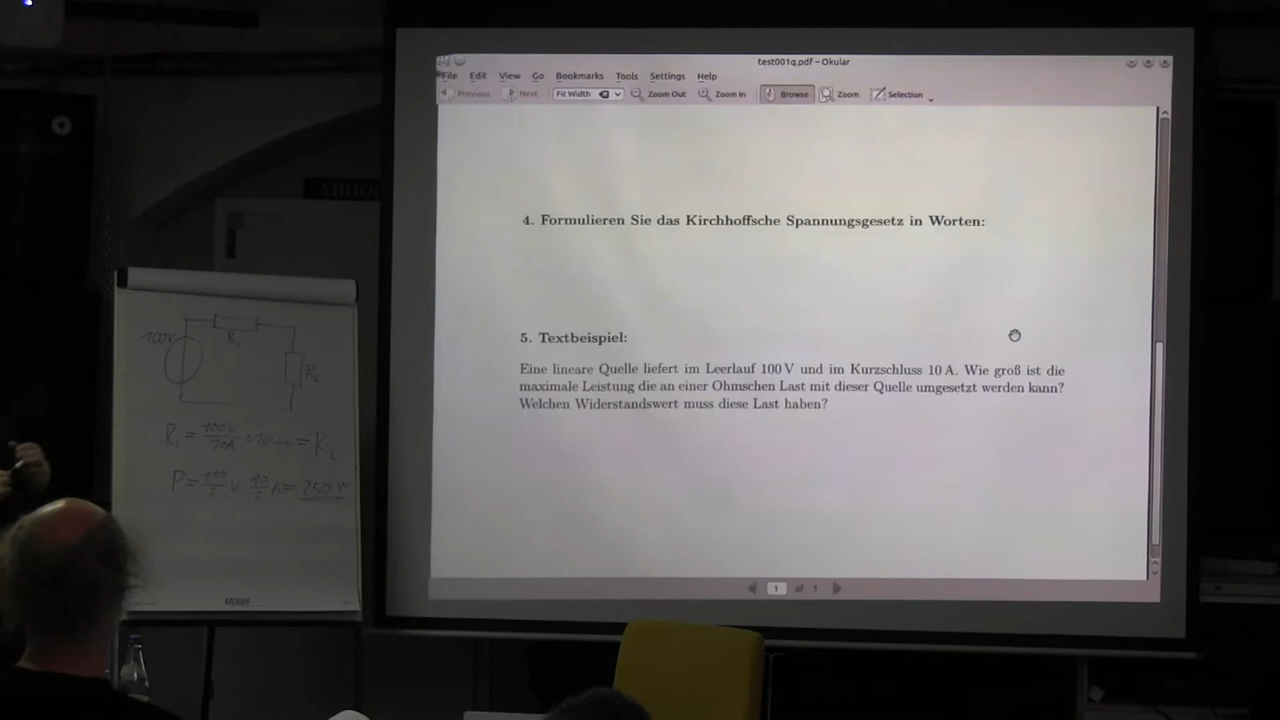 test001q.pdf – Okular
File Edit View Go Bookmarks Tools Settings Help
Previous Next Fit Width Zoom Out Zoom In Browse Zoom Selection
4. Formulieren Sie das Kirchhoffsche Spannungsgesetz in Worten:
5. Textbeispiel:
Eine lineare Quelle liefert im Leerlauf 100 V und im Kurzschluss 10 A. Wie groß ist die
maximale Leistung die an einer Ohmschen Last mit dieser Quelle umgesetzt werden kann?
Welchen Widerstandswert muss diese Last haben?
1 of 1
100V
R
R_L
R_i = 100V/10A = = R_L
P = 100/2 V 10/2 A = 250 W